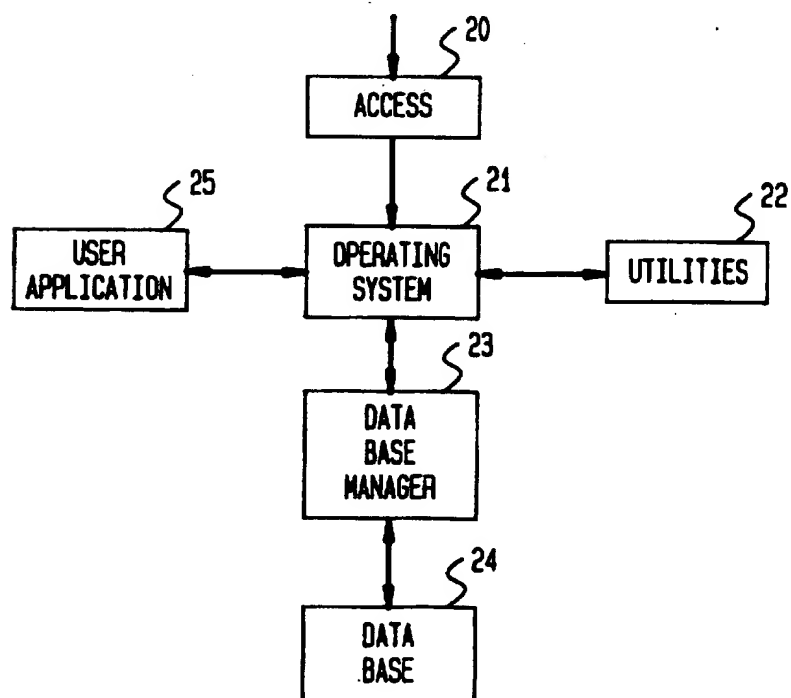 20
ACCESS
25
21
22
USER
APPLICATION
OPERATING
SYSTEM
UTILITIES
23
DATA
BASE
MANAGER
24
DATA
BASE